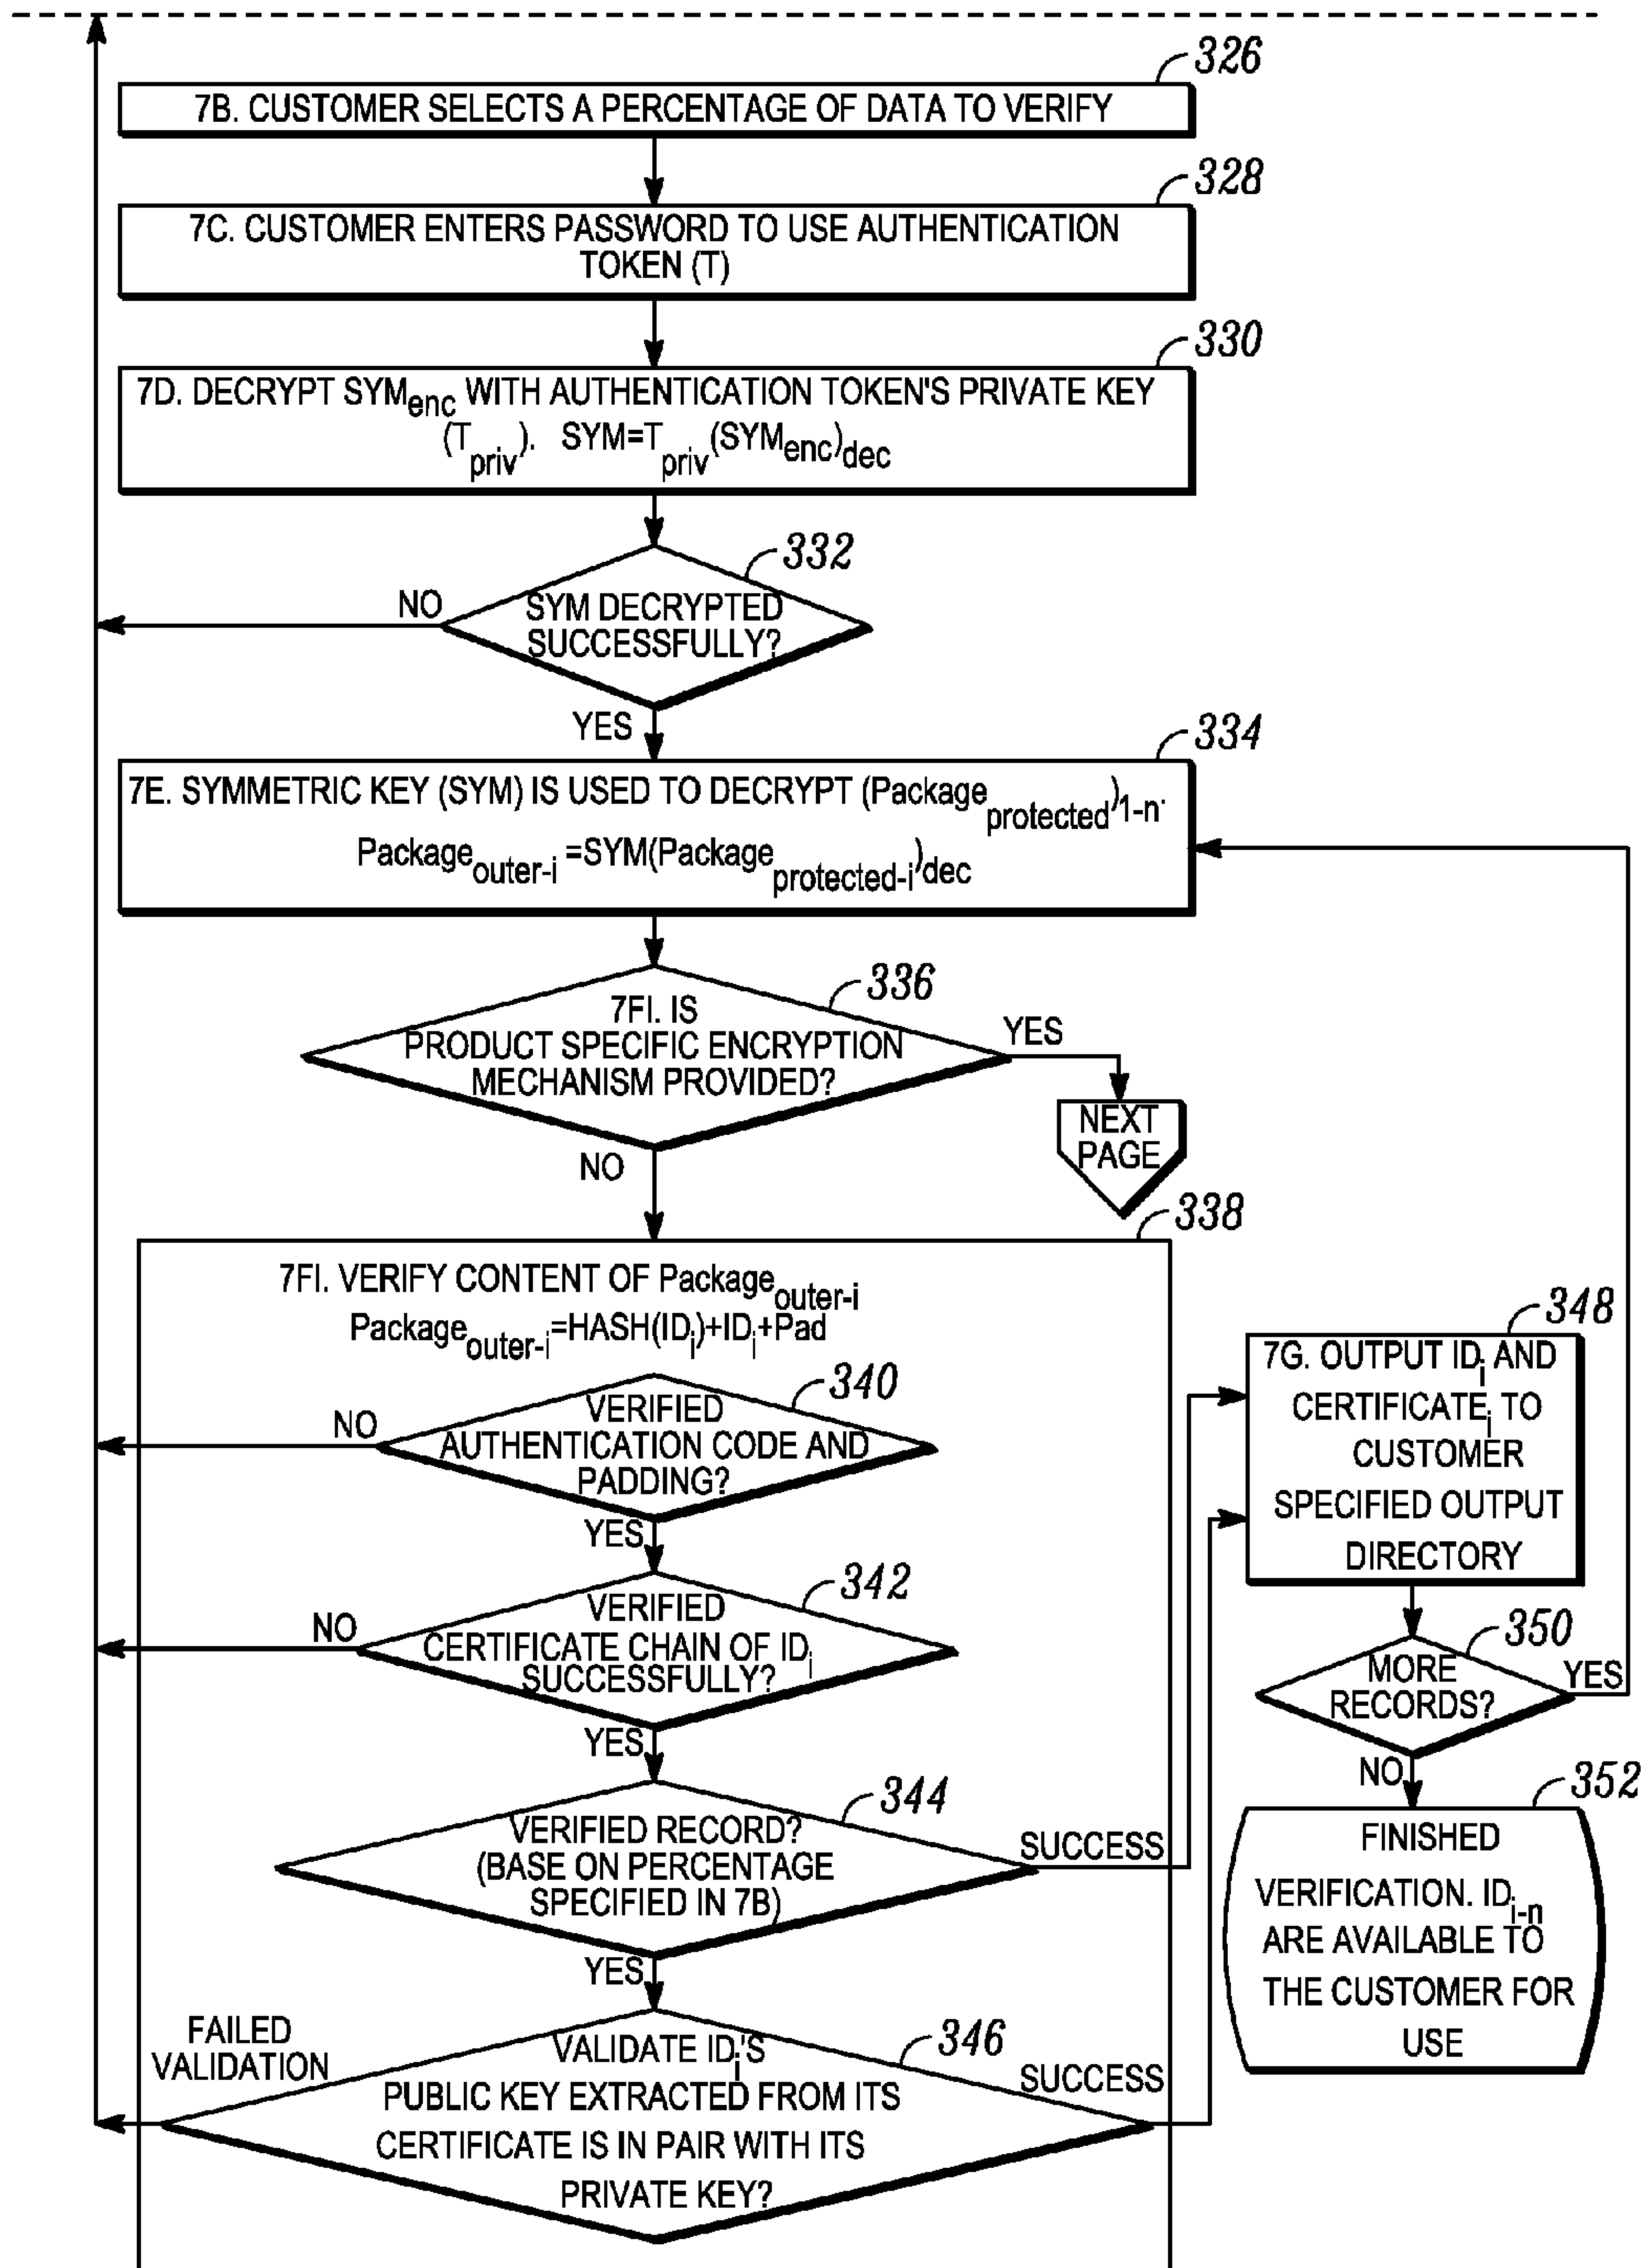 326
7B. CUSTOMER SELECTS A PERCENTAGE OF DATA TO VERIFY
328
7C. CUSTOMER ENTERS PASSWORD TO USE AUTHENTICATION
TOKEN (T)
330
7D. DECRYPT SYMenc WITH AUTHENTICATION TOKEN'S PRIVATE KEY
(Tpriv). SYM=Tpriv(SYMenc)dec
332
SYM DECRYPTED
SUCCESSFULLY?
NO
YES
334
7E. SYMMETRIC KEY (SYM) IS USED TO DECRYPT (Packageprotected)1-n.
Packageouter-i =SYM(Packageprotected-i)dec
336
7FI. IS
PRODUCT SPECIFIC ENCRYPTION
MECHANISM PROVIDED?
YES
NEXT
PAGE
NO
338
7FI. VERIFY CONTENT OF Packageouter-i
Packageouter-i=HASH(IDi)+IDi+Pad
340
VERIFIED
AUTHENTICATION CODE AND
PADDING?
NO
YES
342
VERIFIED
CERTIFICATE CHAIN OF IDi
SUCCESSFULLY?
NO
YES
344
VERIFIED RECORD?
(BASE ON PERCENTAGE
SPECIFIED IN 7B)
SUCCESS
YES
346
VALIDATE IDi'S
PUBLIC KEY EXTRACTED FROM ITS
CERTIFICATE IS IN PAIR WITH ITS
PRIVATE KEY?
FAILED
VALIDATION
SUCCESS
348
7G. OUTPUT IDi AND
CERTIFICATEi TO
CUSTOMER
SPECIFIED OUTPUT
DIRECTORY
350
MORE
RECORDS?
YES
NO
352
FINISHED
VERIFICATION. IDi-n
ARE AVAILABLE TO
THE CUSTOMER FOR
USE